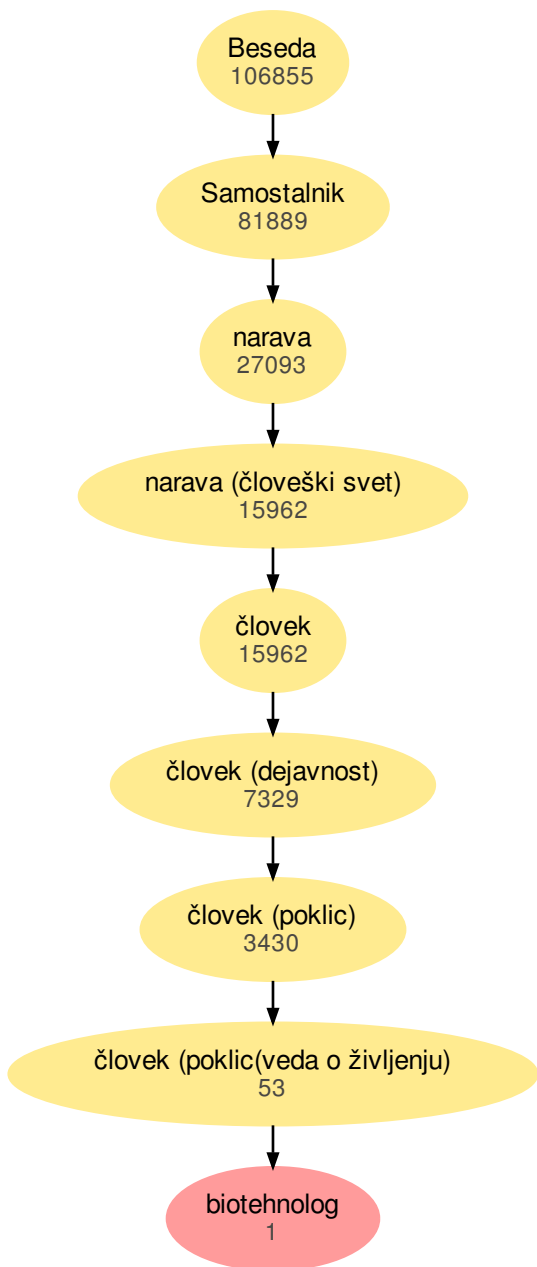 Beseda
106855
Samostalnik
81889
narava
27093
narava (človeški svet)
15962
človek
15962
človek (dejavnost)
7329
človek (poklic)
3430
človek (poklic(veda o življenju)
53
biotehnolog
1